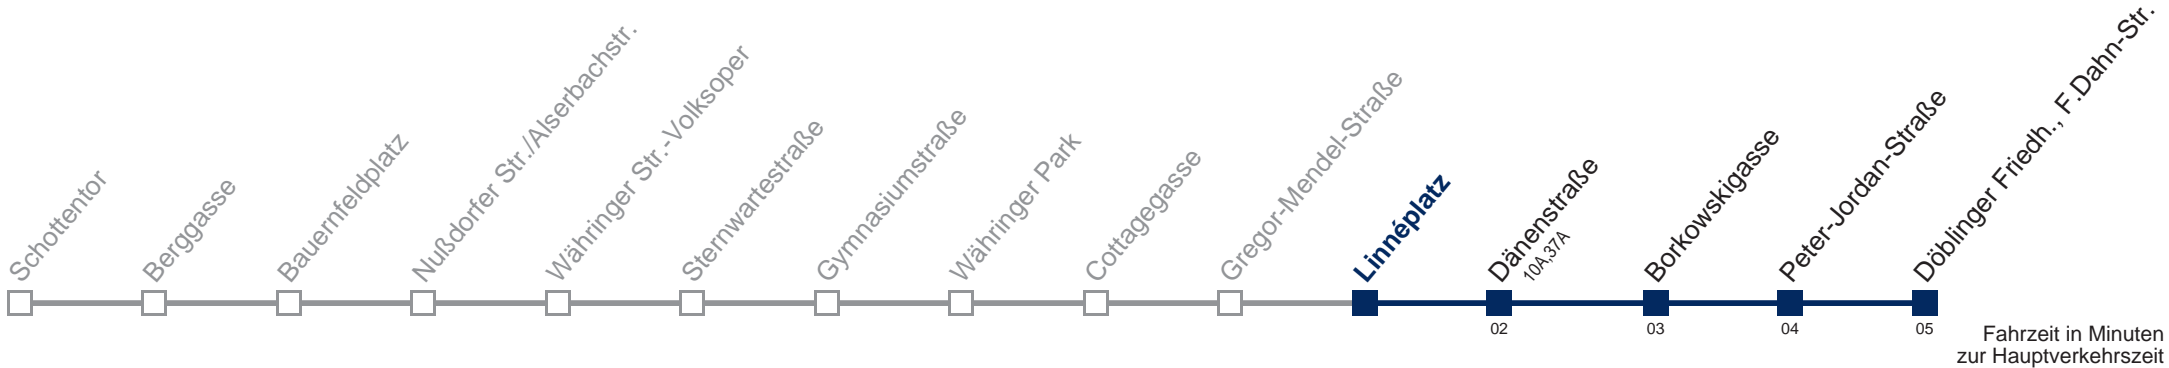 Schottentor
Berggasse
Bauernfeldplatz
Nußdorfer Str./Alserbachstr.
Währinger Str.-Volksoper
Sternwartestraße
Gymnasiumstraße
Währinger Park
Cottagegasse
Gregor-Mendel-Straße
Linnéplatz
Dänenstraße
10A,37A
Borkowskigasse
Peter-Jordan-Straße
Döblinger Friedh., F.Dahn-Str.
02
03
04
05
Fahrzeit in Minuten
zur Hauptverkehrszeit